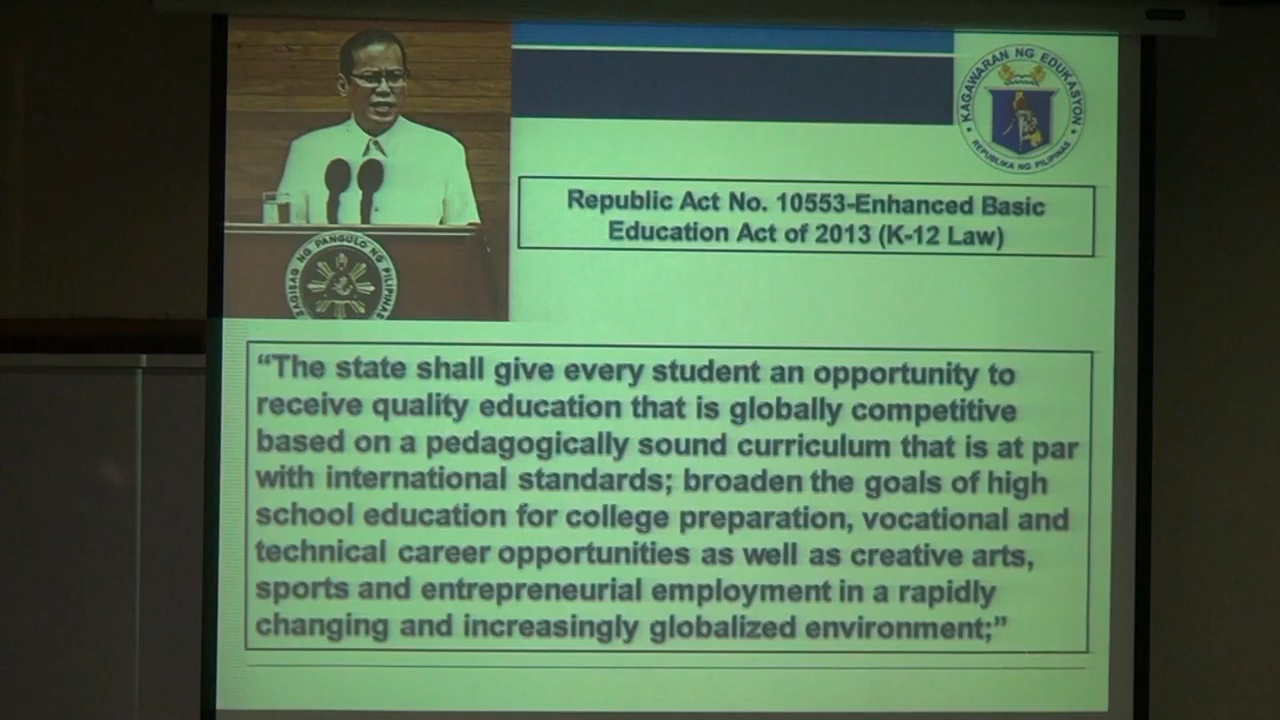 KAGAWARAN NG EDUKASYON
REPUBLIKA NG PILIPINAS
Republic Act No. 10553-Enhanced Basic
Education Act of 2013 (K-12 Law)
NG PANGULO NG PILIPINAS
“The state shall give every student an opportunity to
receive quality education that is globally competitive
based on a pedagogically sound curriculum that is at par
with international standards; broaden the goals of high
school education for college preparation, vocational and
technical career opportunities as well as creative arts,
sports and entrepreneurial employment in a rapidly
changing and increasingly globalized environment;”